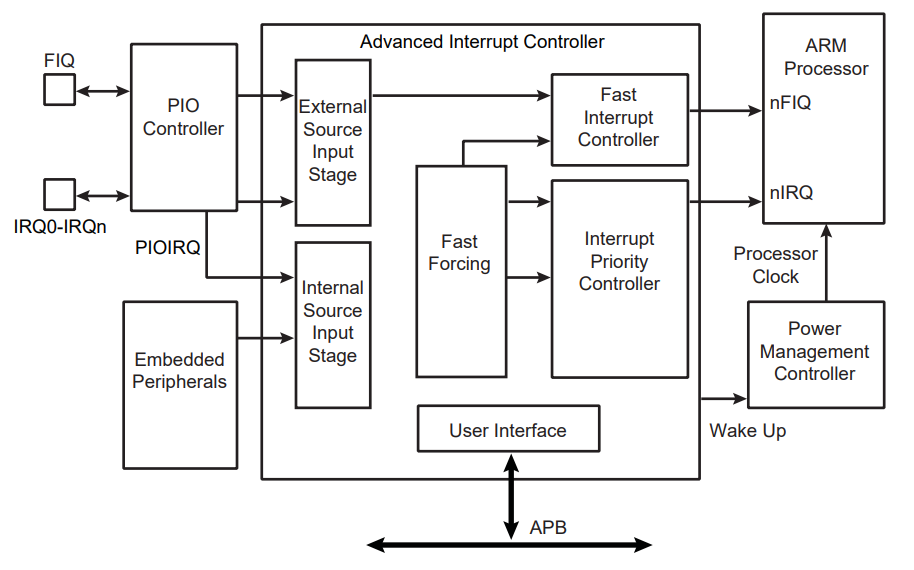 Advanced Interrupt Controller
FIQ
PIO
Controller
IRQ0-IRQn
PIOIRQ
Embedded
Peripherals
External
Source
Input
Stage
Internal
Source
Input
Stage
Fast
Forcing
Fast
Interrupt
Controller
Interrupt
Priority
Controller
User Interface
APB
ARM
Processor
nFIQ
nIRQ
Processor
Clock
Power
Management
Controller
Wake Up